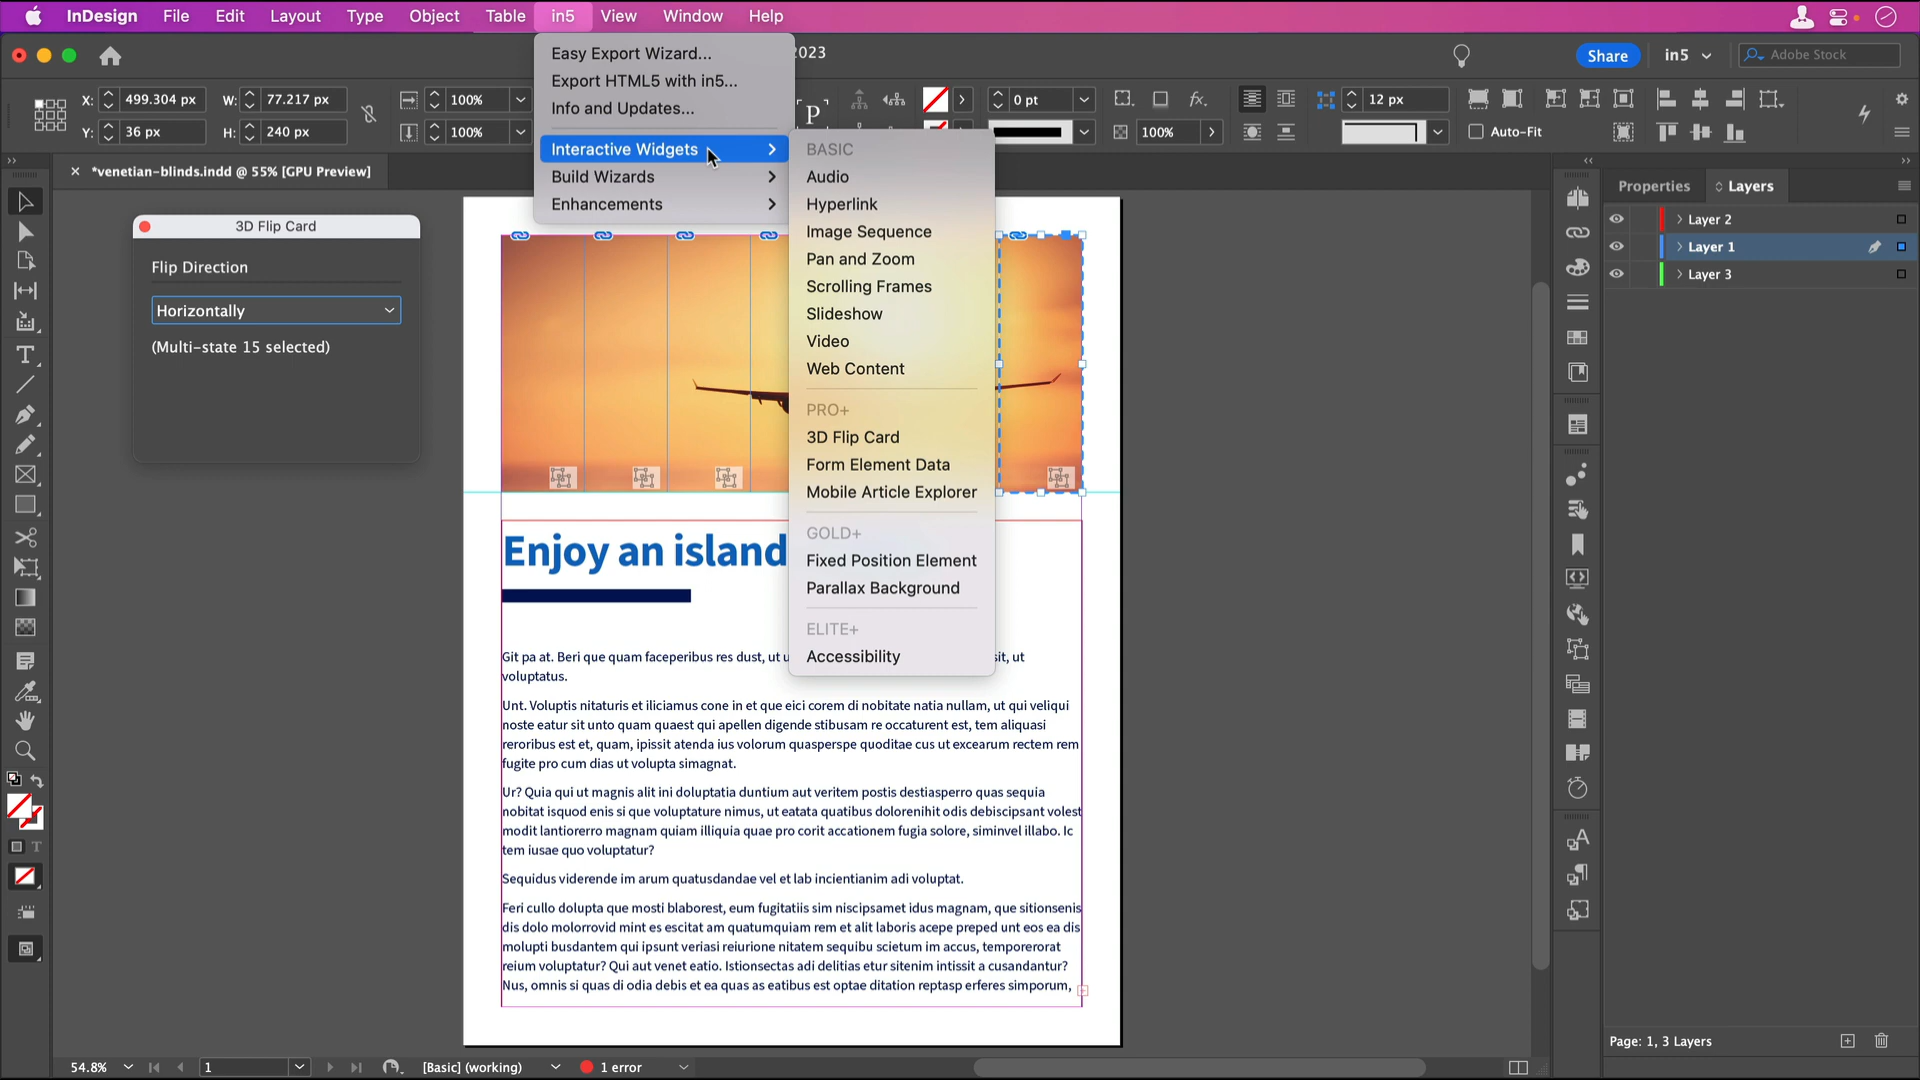 InDesign File Edit Layout Type Object Table in5 View Window Help
2023
Share in5 Adobe Stock
X: 499.304 px W: 77.217 px 100% 0 pt 12 px
Y: 36 px H: 240 px 100% 100% Auto-Fit
*venetian-blinds.indd @ 55% [GPU Preview]
Easy Export Wizard...
Export HTML5 with in5...
Info and Updates...
Interactive Widgets
Build Wizards
Enhancements
BASIC
Audio
Hyperlink
Image Sequence
Pan and Zoom
Scrolling Frames
Slideshow
Video
Web Content
PRO+
3D Flip Card
Form Element Data
Mobile Article Explorer
GOLD+
Fixed Position Element
Parallax Background
ELITE+
Accessibility
3D Flip Card
Flip Direction
Horizontally
(Multi-state 15 selected)
Properties Layers
Layer 2
Layer 1
Layer 3
Enjoy an island
Git pa at. Beri que quam faceperibus res dust, ut u sit, ut
voluptatus.
Unt. Voluptis nitaturis et iliciamus cone in et que eici corem di nobitate natia nullam, ut qui veliqui
noste eatur sit unto quam quaest qui apellen digende stibusam re occaturent est, tem aliquasi
reroribus est et, quam, ipissit atenda ius volorum quasperspe quoditae cus ut excearum rectem rem
fugite pro cum dias ut volupta simagnat.
Ur? Quia qui ut magnis alit ini doluptatia duntium aut veritem postis destiasperro quas sequia
nobitat isquod enis si que voluptature nimus, ut eatata quatibus dolorenihit odis debiscipsant volest
modit lantiorerro magnam quiam illiquia quae pro corit accationem fugia solore, siminvel illabo. Ic
tem iusae quo voluptatur?
Sequidus viderende im arum quatusdandae vel et lab incientianim adi voluptat.
Feri cullo dolupta que mosti blaborest, eum fugitatiis sim niscipsamet idus magnam, que sitionsenis
dis dolo molorrovid mint es escitat am quatumquiam rem et alit laboris acepe preped unt eos ea dis
molupti busdantem qui ipsunt veriasi reiurione nitatem sequibu scietum im accus, temporerorat
reium voluptatur? Qui aut venet eatio. Istionsectas adi delitias etur sitenim intissit a cusandantur?
Nus, omnis si quas di odia debis et ea quas as eatibus est optae ditation reptasp erferes simporum,
Page: 1, 3 Layers
54.8% 1 [Basic] (working) 1 error